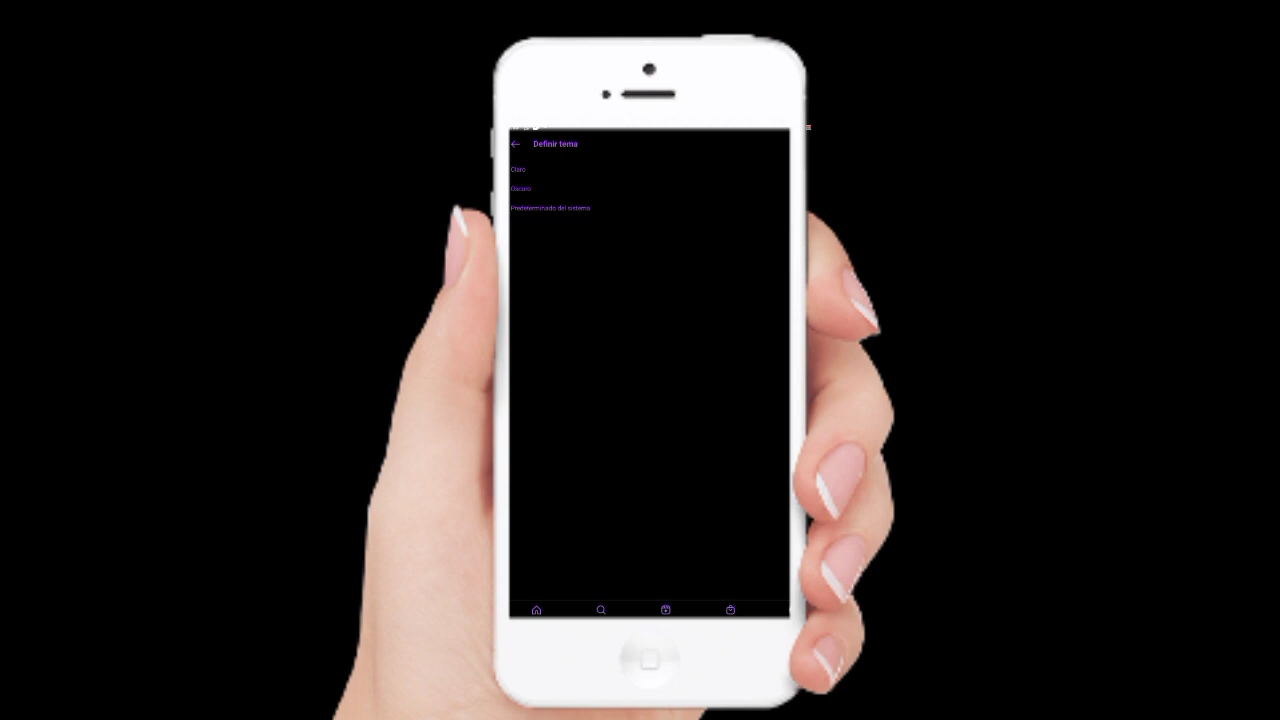 Definir tema
Claro
Oscuro
Predeterminado del sistema